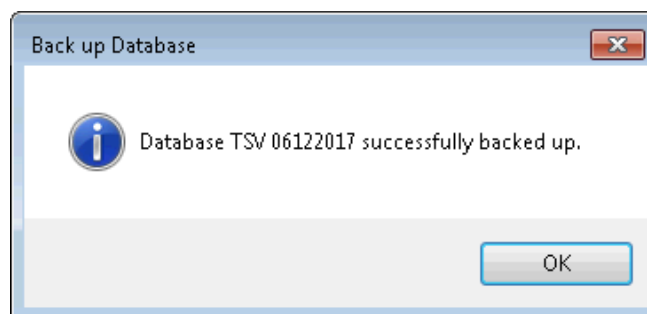 Back up Database
Database TSV 06122017 successfully backed up.
OK